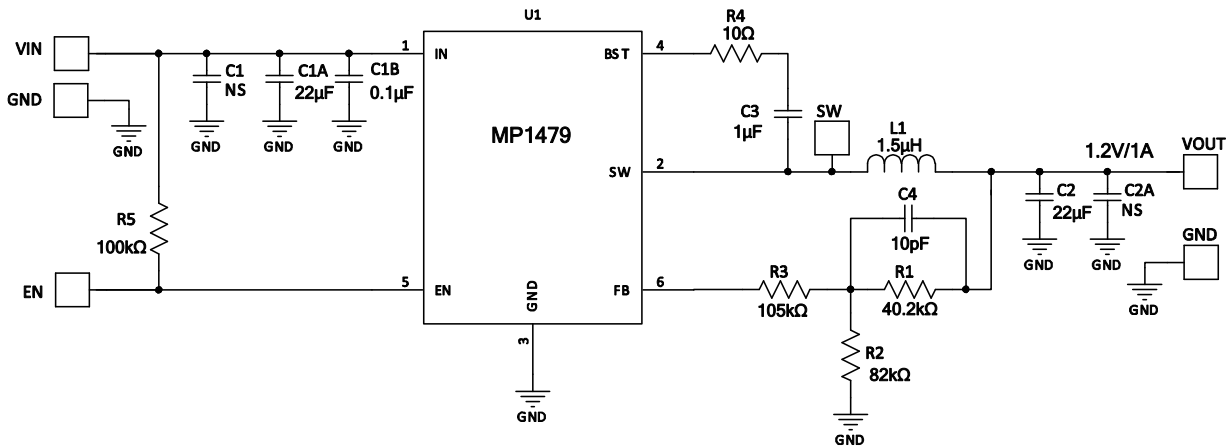 U1
VIN
GND
GND
C1
NS
GND
C1A
22µF
GND
C1B
0.1µF
GND
R5
100kΩ
EN
1
IN
5
EN
MP1479
BST
4
SW
2
FB
6
GND
3
GND
R4
10Ω
C3
1µF
SW
L1
1.5µH
C4
10pF
R3
105kΩ
R1
40.2kΩ
R2
82kΩ
GND
1.2V/1A
VOUT
C2
22µF
GND
C2A
NS
GND
GND
GND